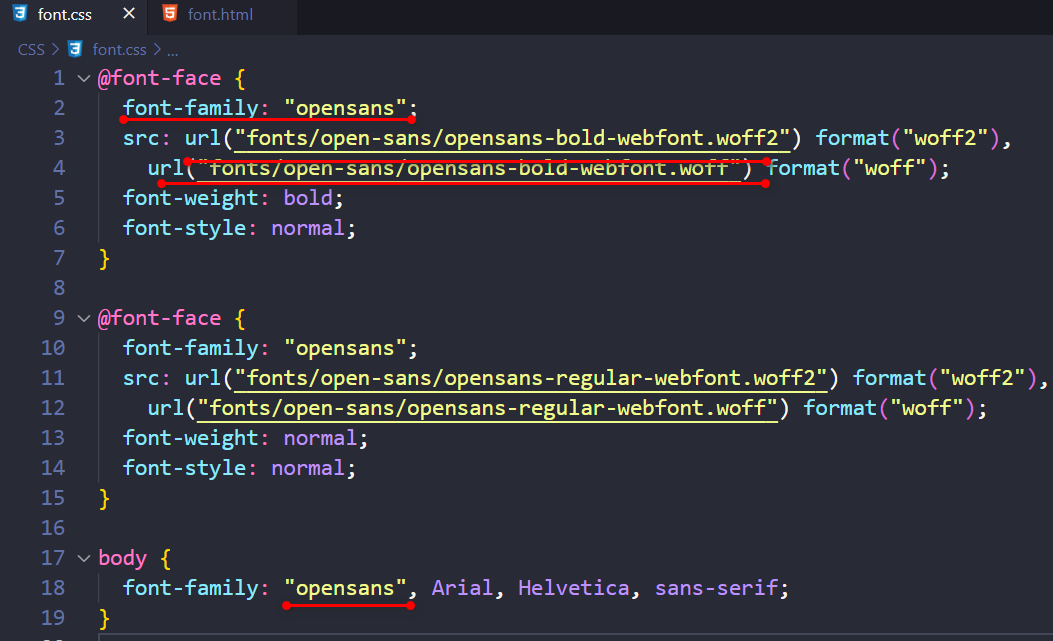 font.css × font.html
CSS > font.css > ...
1 @font-face {
2 font-family: "opensans";
3 src: url("fonts/open-sans/opensans-bold-webfont.woff2") format("woff2"),
4 url("fonts/open-sans/opensans-bold-webfont.woff") format("woff");
5 font-weight: bold;
6 font-style: normal;
7 }
8
9 @font-face {
10 font-family: "opensans";
11 src: url("fonts/open-sans/opensans-regular-webfont.woff2") format("woff2"),
12 url("fonts/open-sans/opensans-regular-webfont.woff") format("woff");
13 font-weight: normal;
14 font-style: normal;
15 }
16
17 body {
18 font-family: "opensans", Arial, Helvetica, sans-serif;
19 }